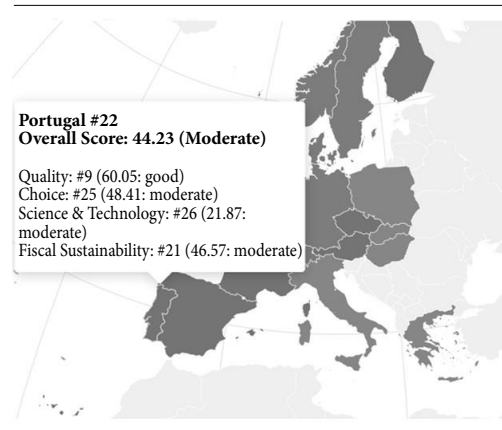 Portugal #22
Overall Score: 44.23 (Moderate)
Quality: #9 (60.05: good)
Choice: #25 (48.41: moderate)
Science & Technology: #26 (21.87:
moderate)
Fiscal Sustainability: #21 (46.57: moderate)